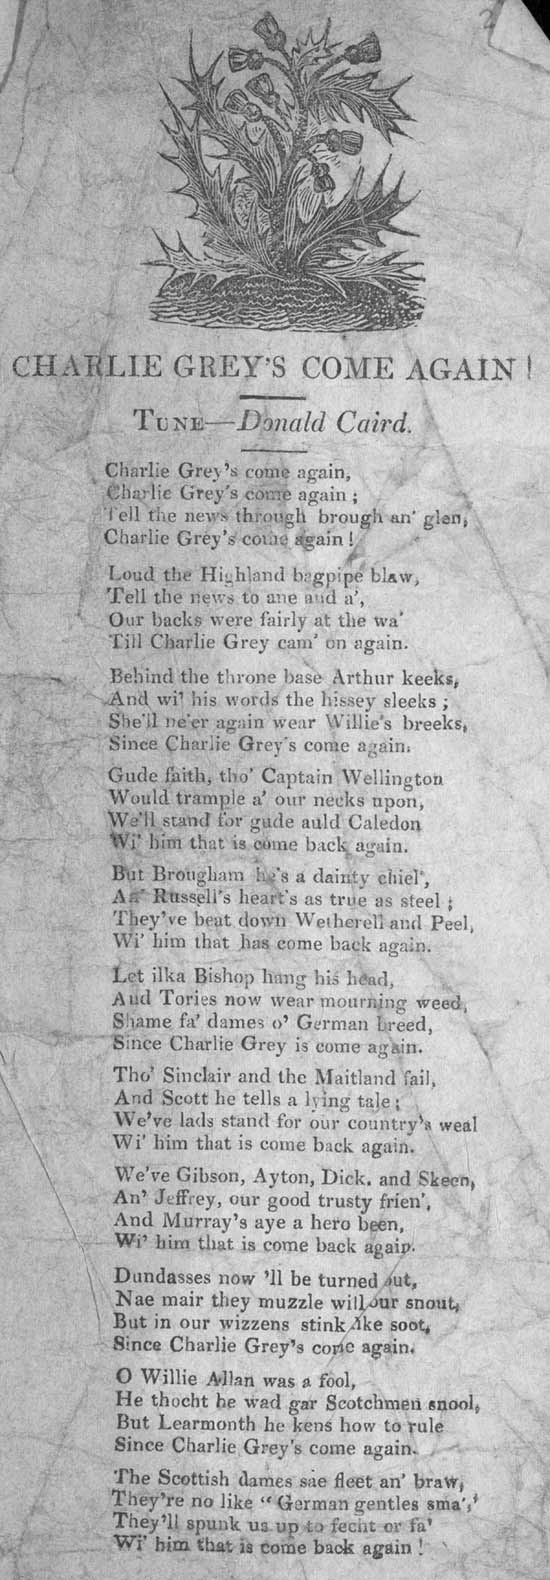 2
CHARLIE GREY'S COME AGAIN!
TUNE—Donald Caird.
Charlie Grey's come again,
Charlie Grey's come again;
Tell the news through brough an' glen,
Charlie Grey's come again!
Loud the Highland bagpipe blaw,
Tell the news to ane and a',
Our backs were fairly at the wa'
Till Charlie Grey cam' on again.
Behind the throne base Arthur keeks,
And wi' his words the hissey sleeks;
She'll ne'er again wear Willie's breeks,
Since Charlie Grey's come again.
Gude faith, tho' Captain Wellington
Would trample a' our necks upon,
We'll stand for gude auld Caledon
Wi' him that is come back again.
But Brougham he's a dainty chiel',
An' Russell's heart's as true as steel;
They've beat down Wetherell and Peel,
Wi' him that has come back again.
Let ilka Bishop hang his head,
And Tories now wear mourning weed,
Shame fa' dames o' German breed,
Since Charlie Grey is come again.
Tho' Sinclair and the Maitland fail,
And Scott he tells a lying tale;
We've lads stand for our country's weal
Wi' him that is come back again.
We've Gibson, Ayton, Dick. and Skeen,
An' Jeffrey, our good trusty frien',
And Murray's aye a hero been,
Wi' him that is come back again.
Dundasses now 'll be turned out,
Nae mair they muzzle will our snout,
But in our wizzens stink like soot,
Since Charlie Grey's come again.
O Willie Allan was a fool,
He thocht he wad gar Scotchmen snool,
But Learmonth he kens how to rule
Since Charlie Grey's come again.
The Scottish dames sae fleet an' braw,
They're no like "German gentles sma',"
They'll spunk us up to fecht or fa'
Wi' him that is come back again!